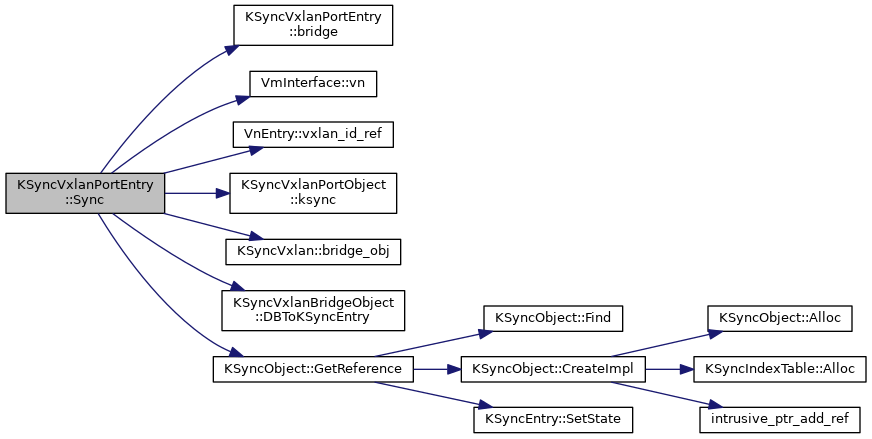 KSyncVxlanPortEntry
::Sync
KSyncVxlanPortEntry
::bridge
VmInterface::vn
VnEntry::vxlan_id_ref
KSyncVxlanPortObject
::ksync
KSyncVxlan::bridge_obj
KSyncVxlanBridgeObject
::DBToKSyncEntry
KSyncObject::GetReference
KSyncObject::Find
KSyncObject::CreateImpl
KSyncEntry::SetState
KSyncObject::Alloc
KSyncIndexTable::Alloc
intrusive_ptr_add_ref